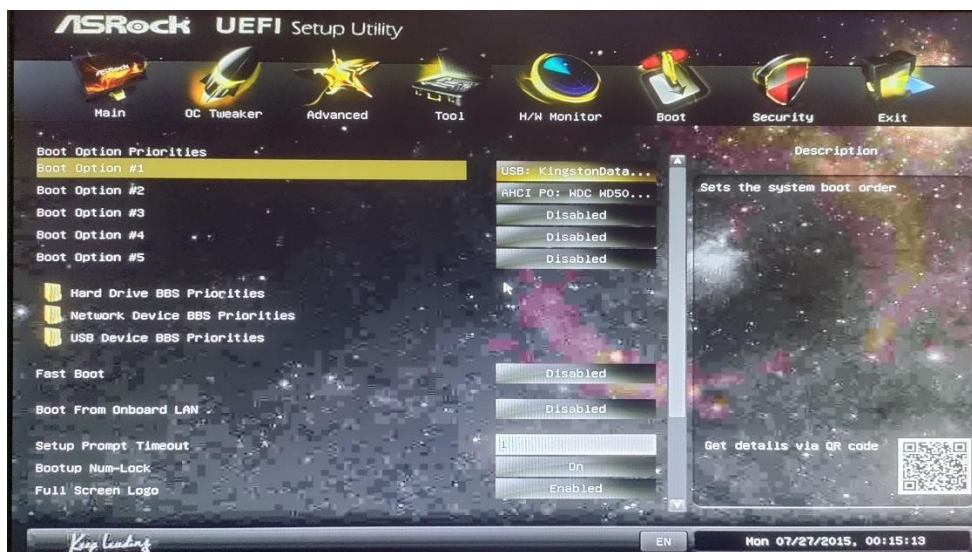 ASRock UEFI Setup Utility
ASRock
Main OC Tweaker Advanced Tool H/W Monitor Boot Security Exit
Boot Option Priorities
Boot Option #1 USB: KingstonData...
Boot Option #2 AHCI P0: WDC WD50...
Boot Option #3 Disabled
Boot Option #4 Disabled
Boot Option #5 Disabled
Hard Drive BBS Priorities
Network Device BBS Priorities
USB Device BBS Priorities
Fast Boot Disabled
Boot From Onboard LAN Disabled
Setup Prompt Timeout 1
Bootup Num-Lock On
Full Screen Logo Enabled
Description
Sets the system boot order
Get details via QR code
Keep Leading
EN
Mon 07/27/2015, 00:15:13